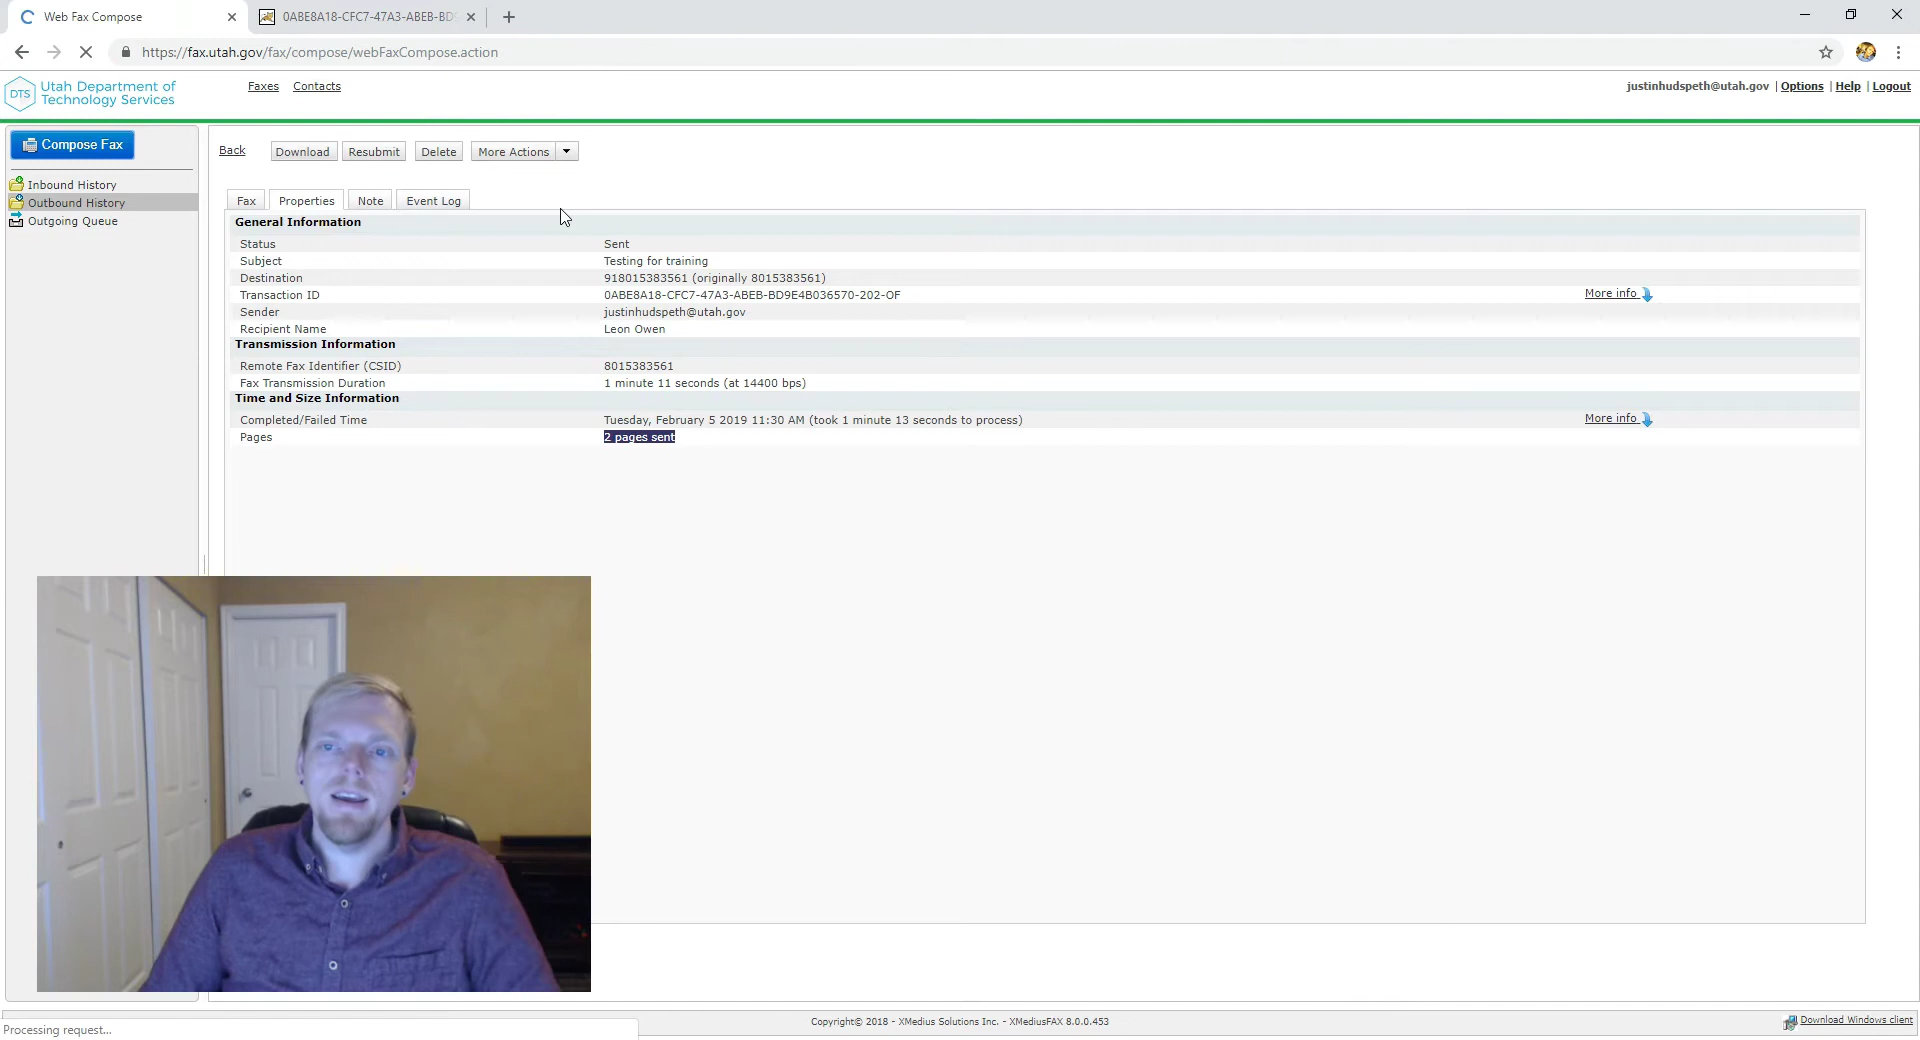 Web Fax Compose
0ABE8A18-CFC7-47A3-ABEB-BD9
https://fax.utah.gov/fax/compose/webFaxCompose.action
DTS
Utah Department of
Technology Services
Faxes Contacts
justinhudspeth@utah.gov | Options | Help | Logout
Compose Fax
Inbound History
Outbound History
Outgoing Queue
Back Download Resubmit Delete More Actions
Fax Properties Note Event Log
General Information
Status Sent
Subject Testing for training
Destination 918015383561 (originally 8015383561)
Transaction ID 0ABE8A18-CFC7-47A3-ABEB-BD9E4B036570-202-OF More info
Sender justinhudspeth@utah.gov
Recipient Name Leon Owen
Transmission Information
Remote Fax Identifier (CSID) 8015383561
Fax Transmission Duration 1 minute 11 seconds (at 14400 bps)
Time and Size Information
Completed/Failed Time Tuesday, February 5 2019 11:30 AM (took 1 minute 13 seconds to process) More info
Pages 2 pages sent
Processing request...
Copyright© 2018 - XMedius Solutions Inc. - XMediusFAX 8.0.0.453
Download Windows client